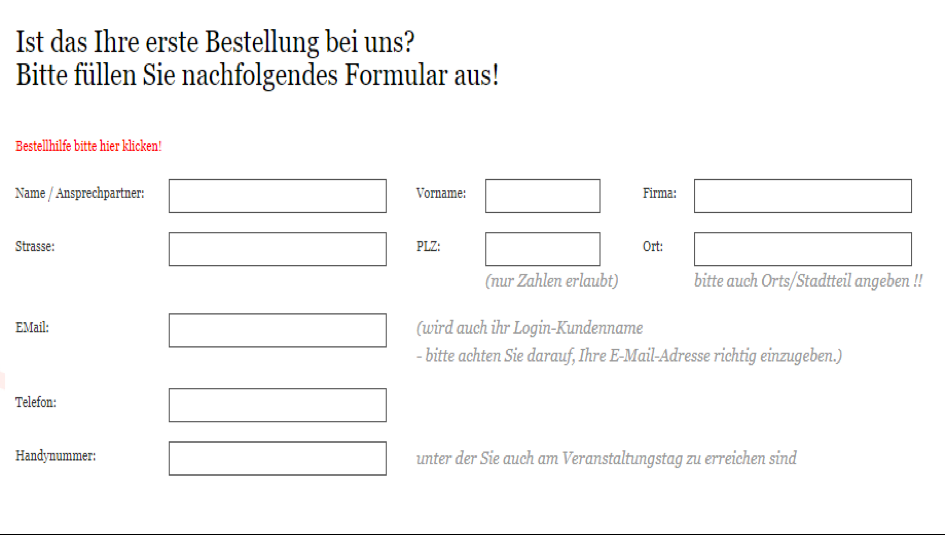 Ist das Ihre erste Bestellung bei uns?
Bitte füllen Sie nachfolgendes Formular aus!
Bestellhilfe bitte hier klicken!
Name / Ansprechpartner: Vorname: Firma:
Strasse: PLZ: Ort:
(nur Zahlen erlaubt) bitte auch Orts/Stadtteil angeben !!
EMail: (wird auch ihr Login-Kundenname
- bitte achten Sie darauf, Ihre E-Mail-Adresse richtig einzugeben.)
Telefon:
Handynummer: unter der Sie auch am Veranstaltungstag zu erreichen sind